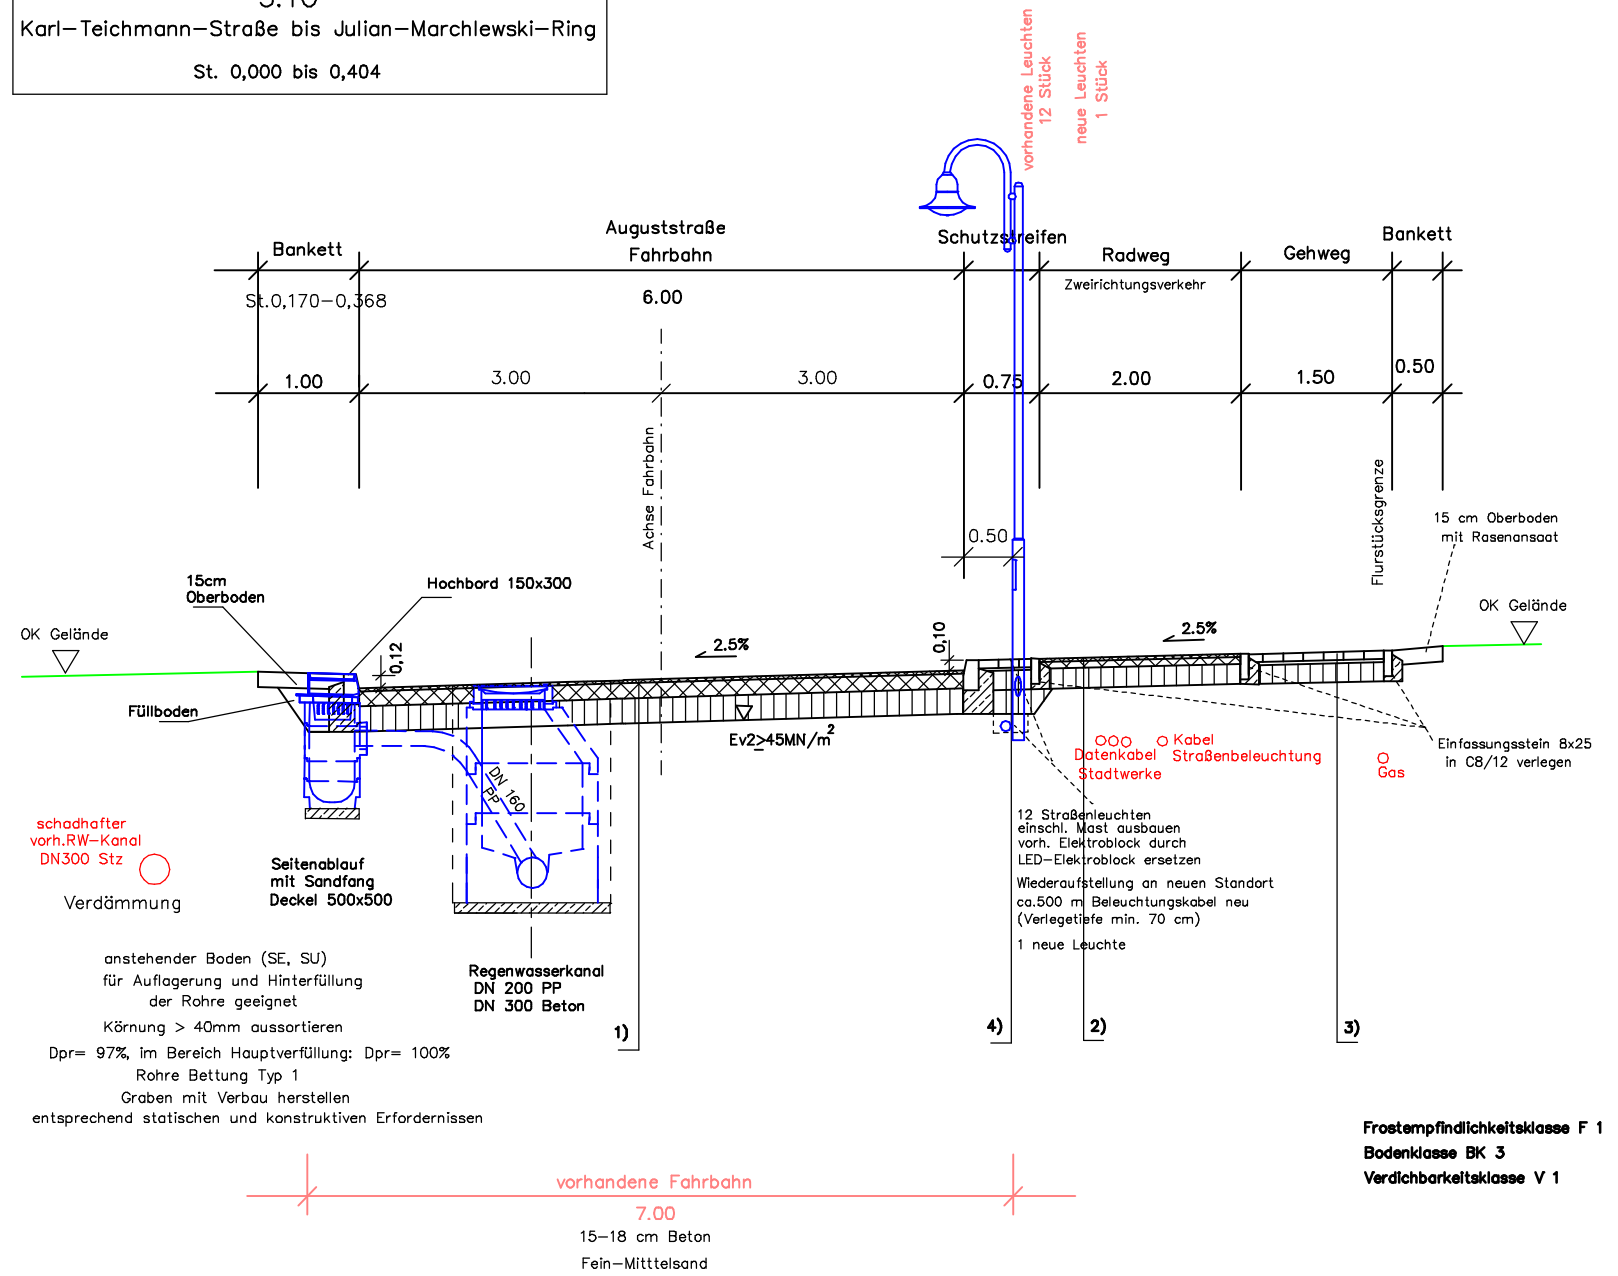 Karl-Teichmann-Straße bis Julian-Marchlewski-Ring
St. 0,000 bis 0,404
vorhandene Leuchten
12 Stück
neue Leuchten
1 Stück
Bankett
Auguststraße
Fahrbahn
Schutzstreifen
Radweg
Zweirichtungsverkehr
Gehweg
Bankett
St.0,170-0,368
6.00
1.00
3.00
3.00
0.75
2.00
1.50
0.50
Achse Fahrbahn
Flurstücksgrenze
0.50
15 cm Oberboden
mit Rasenansaat
15cm
Oberboden
Hochbord 150x300
OK Gelände
OK Gelände
0,12
2.5%
0,10
2.5%
Füllboden
Ev2>45MN/m²
Datenkabel
Stadtwerke
Kabel
Straßenbeleuchtung
Gas
Einfassungsstein 8x25
in C8/12 verlegen
DN 160
PP
schadhafter
vorh.RW-Kanal
DN300 Stz
Verdämmung
Seitenablauf
mit Sandfang
Deckel 500x500
12 Straßenleuchten
einschl. Mast ausbauen
vorh. Elektroblock durch
LED-Elektroblock ersetzen
Wiederaufstellung an neuen Standort
ca.500 m Beleuchtungskabel neu
(Verlegetiefe min. 70 cm)
1 neue Leuchte
anstehender Boden (SE, SU)
für Auflagerung und Hinterfüllung
der Rohre geeignet
Körnung > 40mm aussortieren
Dpr= 97%, im Bereich Hauptverfüllung: Dpr= 100%
Rohre Bettung Typ 1
Graben mit Verbau herstellen
entsprechend statischen und konstruktiven Erfordernissen
Regenwasserkanal
DN 200 PP
DN 300 Beton
1)
4)
2)
3)
Frostempfindlichkeitsklasse F 1
Bodenklasse BK 3
Verdichbarkeitsklasse V 1
vorhandene Fahrbahn
7.00
15-18 cm Beton
Fein-Mitttelsand